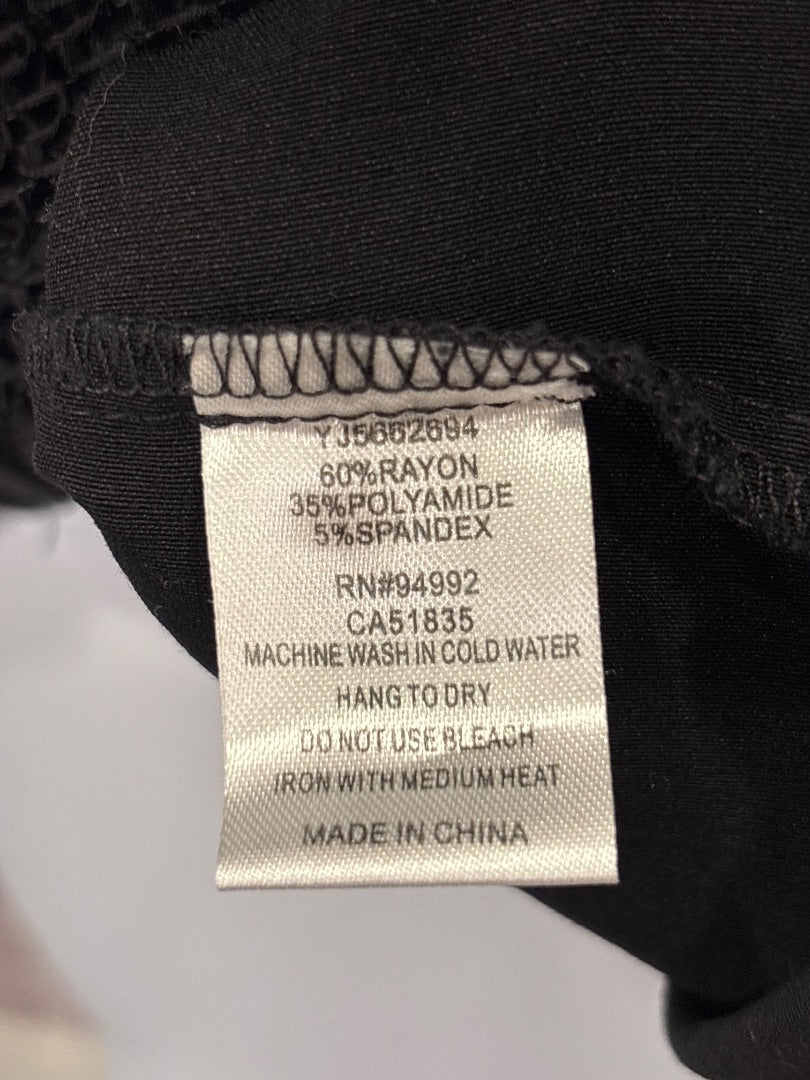 YJ5662694
60%RAYON
35%POLYAMIDE
5%SPANDEX
RN#94992
CA51835
MACHINE WASH IN COLD WATER
HANG TO DRY
DO NOT USE BLEACH
IRON WITH MEDIUM HEAT
MADE IN CHINA